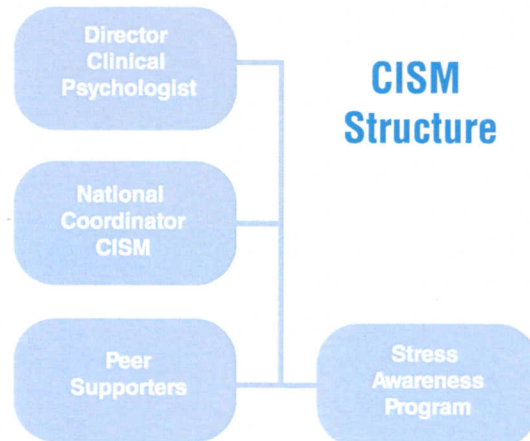 Director
Clinical
Psychologist
CISM
Structure
National
Coordinator
CISM
Peer
Supporters
Stress
Awareness
Program